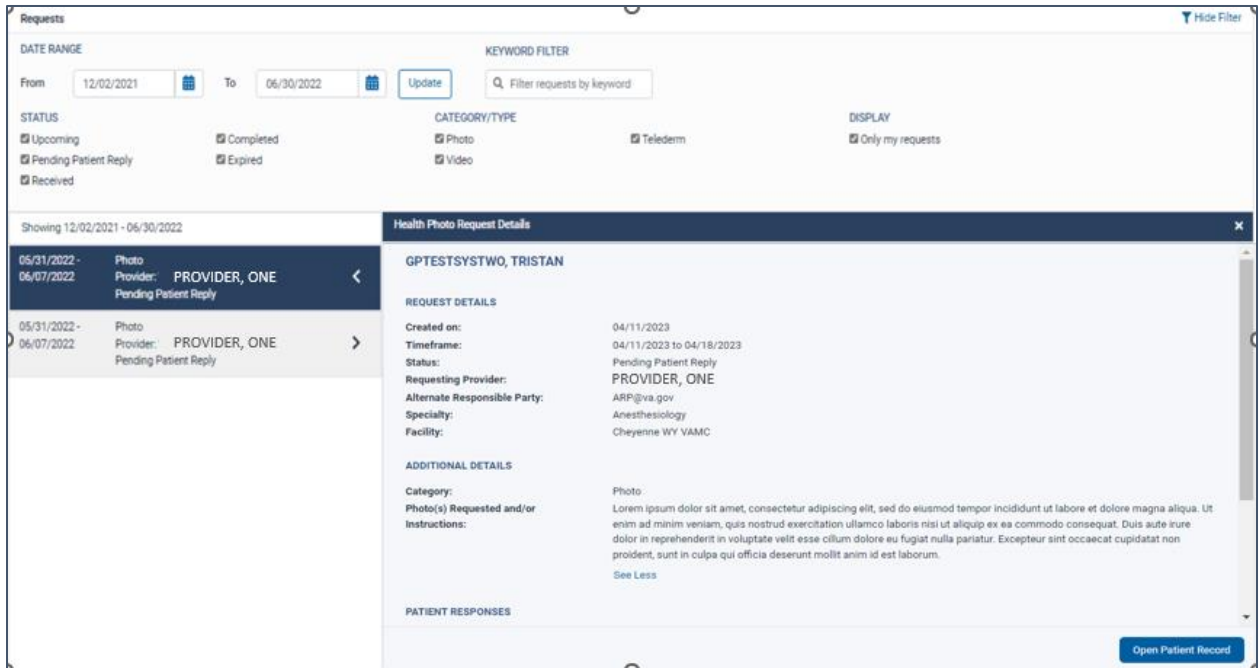 Requests
Hide Filter
DATE RANGE
KEYWORD FILTER
From 12/02/2021 To 06/30/2022 Update Filter requests by keyword
STATUS
CATEGORY/TYPE
DISPLAY
Upcoming Completed Photo Telederm Only my requests
Pending Patient Reply Expired Video
Received
Showing 12/02/2021 - 06/30/2022
05/31/2022 - Photo
06/07/2022 Provider: PROVIDER, ONE
Pending Patient Reply
05/31/2022 - Photo
06/07/2022 Provider: PROVIDER, ONE
Pending Patient Reply
Health Photo Request Details
GPTESTSYSTWO, TRISTAN
REQUEST DETAILS
Created on: 04/11/2023
Timeframe: 04/11/2023 to 04/18/2023
Status: Pending Patient Reply
Requesting Provider: PROVIDER, ONE
Alternate Responsible Party: ARP@va.gov
Specialty: Anesthesiology
Facility: Cheyenne WY VAMC
ADDITIONAL DETAILS
Category: Photo
Photo(s) Requested and/or
Instructions:
Lorem ipsum dolor sit amet, consectetur adipiscing elit, sed do eiusmod tempor incididunt ut labore et dolore magna aliqua. Ut
enim ad minim veniam, quis nostrud exercitation ullamco laboris nisi ut aliquip ex ea commodo consequat. Duis aute irure
dolor in reprehenderit in voluptate velit esse cillum dolore eu fugiat nulla pariatur. Excepteur sint occaecat cupidatat non
proident, sunt in culpa qui officia deserunt mollit anim id est laborum.
See Less
PATIENT RESPONSES
Open Patient Record